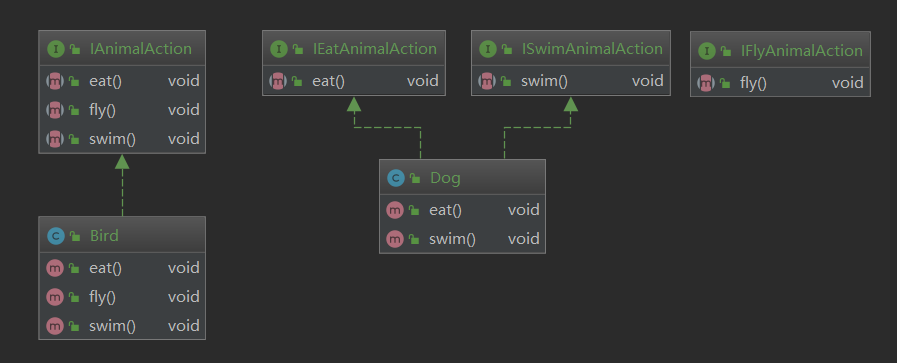 I IAnimalAction
m eat() void
m fly() void
m swim() void
I IEatAnimalAction
m eat() void
I ISwimAnimalAction
m swim() void
I IFlyAnimalAction
m fly() void
C Dog
m eat() void
m swim() void
C Bird
m eat() void
m fly() void
m swim() void